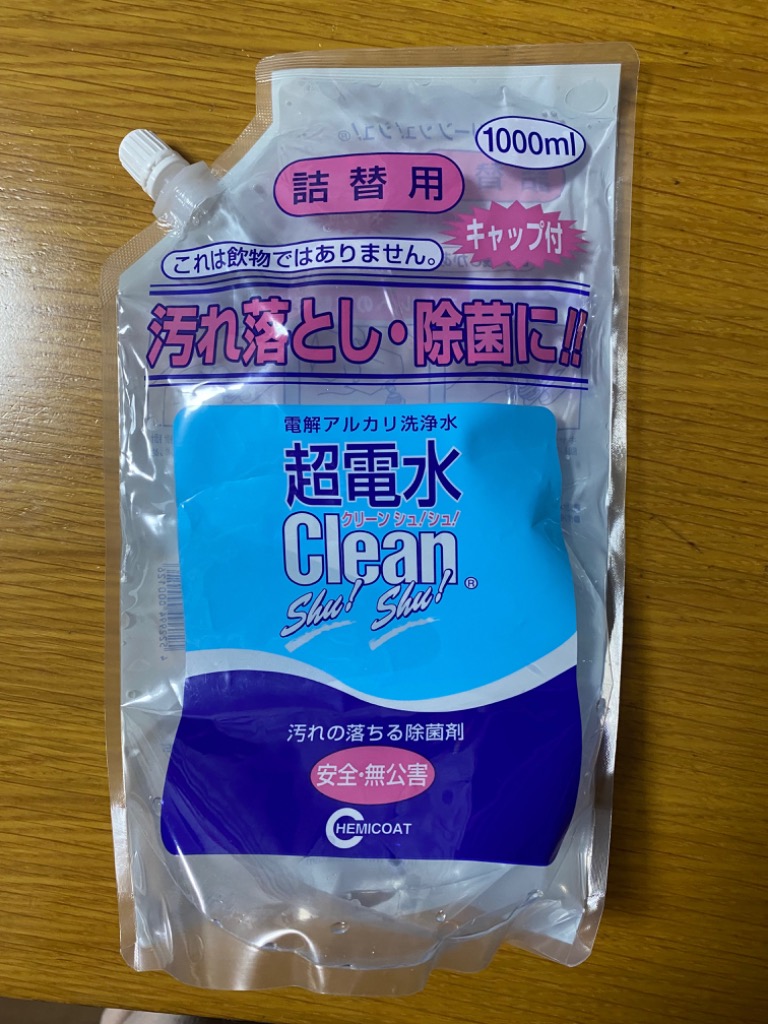 1000ml
詰替用
キャップ付
これは飲物ではありません。
汚れ落とし・除菌に!!
電解アルカリ洗浄水
超電水
クリーン シュ!シュ!
Clean
®
Shu! Shu!
汚れの落ちる除菌剤
安全・無公害
CHEMICOAT